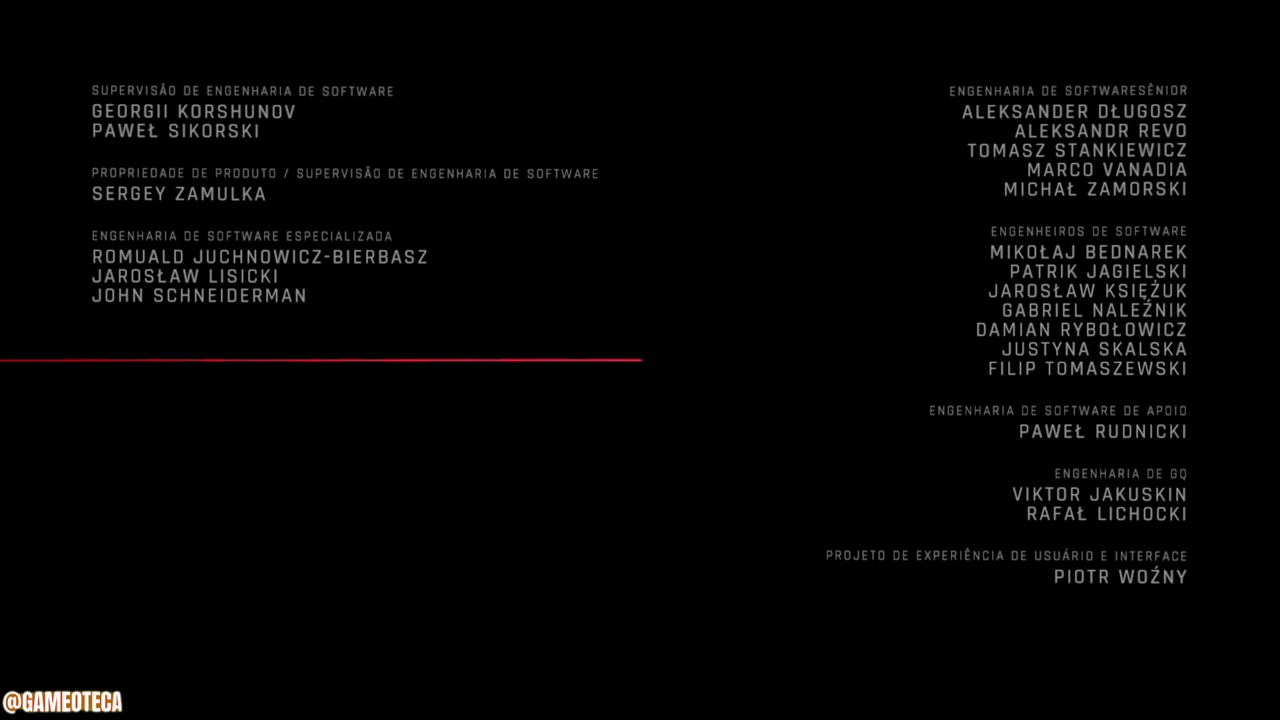 SUPERVISÃO DE ENGENHARIA DE SOFTWARE
GEORGII KORSHUNOV
PAWEŁ SIKORSKI
PROPRIEDADE DE PRODUTO / SUPERVISÃO DE ENGENHARIA DE SOFTWARE
SERGEY ZAMULKA
ENGENHARIA DE SOFTWARE ESPECIALIZADA
ROMUALD JUCHNOWICZ-BIERBASZ
JAROSŁAW LISICKI
JOHN SCHNEIDERMAN
ENGENHARIA DE SOFTWARESÊNIOR
ALEKSANDER DŁUGOSZ
ALEKSANDR REVO
TOMASZ STANKIEWICZ
MARCO VANADIA
MICHAŁ ZAMORSKI
ENGENHEIROS DE SOFTWARE
MIKOŁAJ BEDNAREK
PATRIK JAGIELSKI
JAROSŁAW KSIĘŻUK
GABRIEL NALEŹNIK
DAMIAN RYBOŁOWICZ
JUSTYNA SKALSKA
FILIP TOMASZEWSKI
ENGENHARIA DE SOFTWARE DE APOIO
PAWEŁ RUDNICKI
ENGENHARIA DE GQ
VIKTOR JAKUSKIN
RAFAŁ LICHOCKI
PROJETO DE EXPERIÊNCIA DE USUÁRIO E INTERFACE
PIOTR WOŹNY
@GAMEOTECA